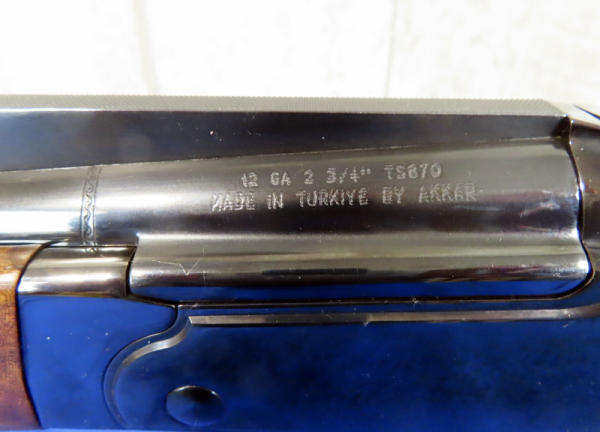 12 GA 2 3/4" TS870
MADE IN TURKIYE BY AKKAR